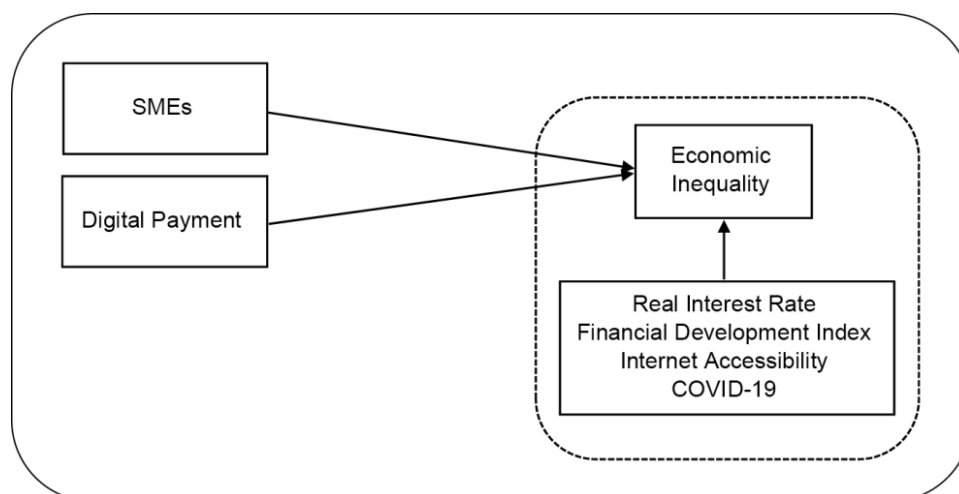 SMEs
Digital Payment
Economic
Inequality
Real Interest Rate
Financial Development Index
Internet Accessibility
COVID-19